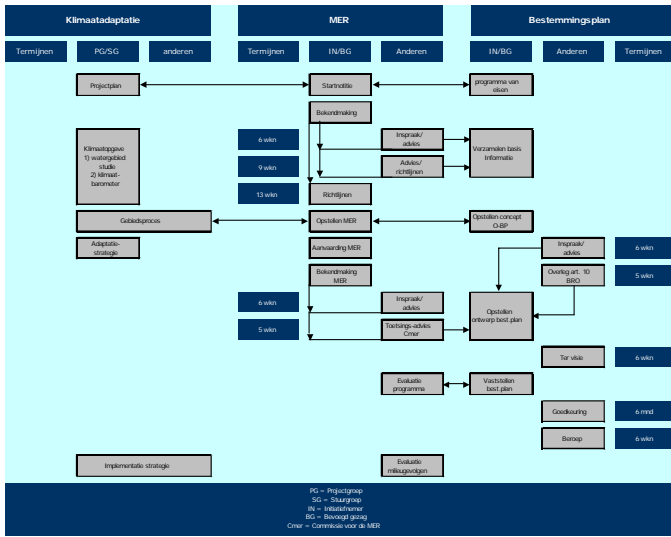 Klimaatadaptatie MER Bestemmingsplan
Termijnen PG/SG anderen Termijnen IN/BG Anderen IN/BG Anderen Termijnen
Projectplan Startnotitie programma van
eisen
Bekendmaking
6 wkn Inspraak/
advies
Klimaatopgave
1) watergebied
studie
2) klimaat-
barometer
Verzamelen basis
Informatie
9 wkn Advies/
richtlijnen
13 wkn Richtlijnen
Gebiedsproces Opstellen MER Opstellen concept
O-BP
Adaptatie-
strategie
Aanvaarding MER Inspraak/
advies
6 wkn
Bekendmaking
MER
Overleg art. 10
BRO
5 wkn
6 wkn Inspraak/
advies
Opstellen
ontwerp best.plan
5 wkn Toetsings-advies
Cmer
Ter visie 6 wkn
Evaluatie
programma
Vaststellen
best.plan
Goedkeuring 6 mnd
Beroep 6 wkn
Implementatie strategie Evaluatie
milieugevolgen
PG = Projectgroep
SG = Stuurgroep
IN = Initiatiefnemer
BG = Bevoegd gezag
Cmer = Commissie voor de MER